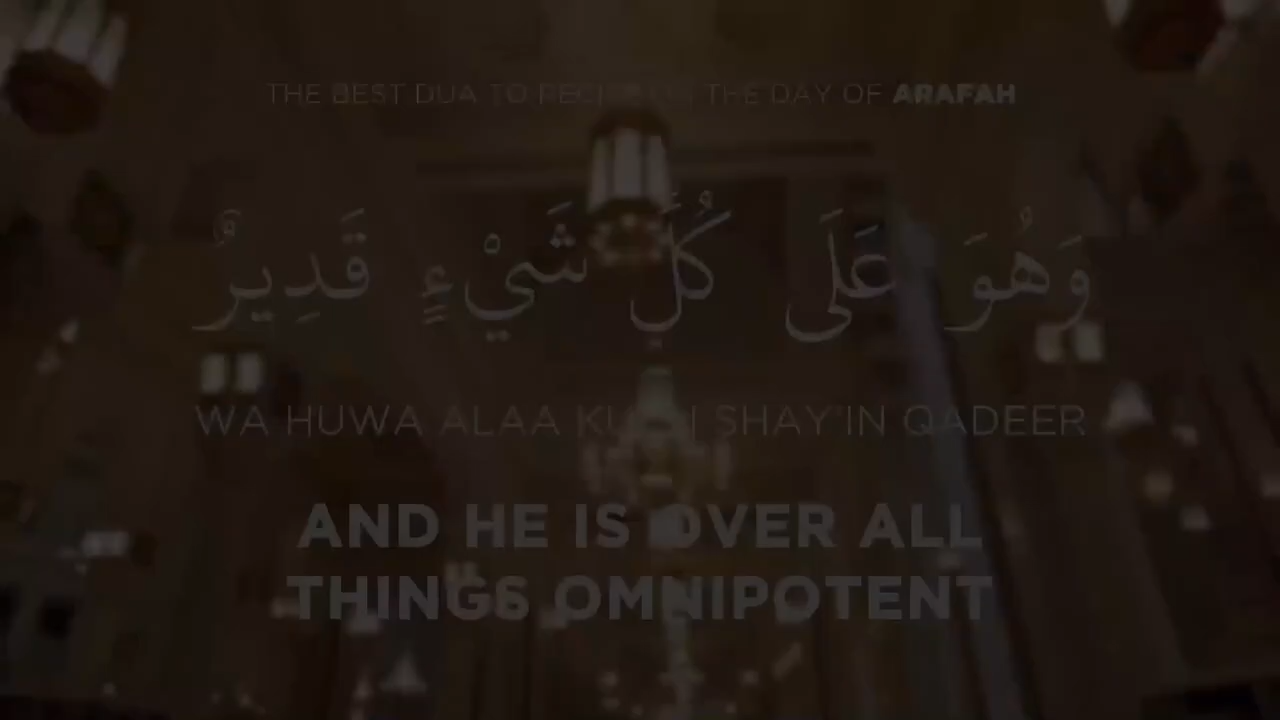 THE BEST DUA TO RECITE ON THE DAY OF ARAFAH
وَهُوَ عَلَى كُلِّ شَيْءٍ قَدِيرٌ
WA HUWA ALAA KULLI SHAY'IN QADEER
AND HE IS OVER ALL
THINGS OMNIPOTENT